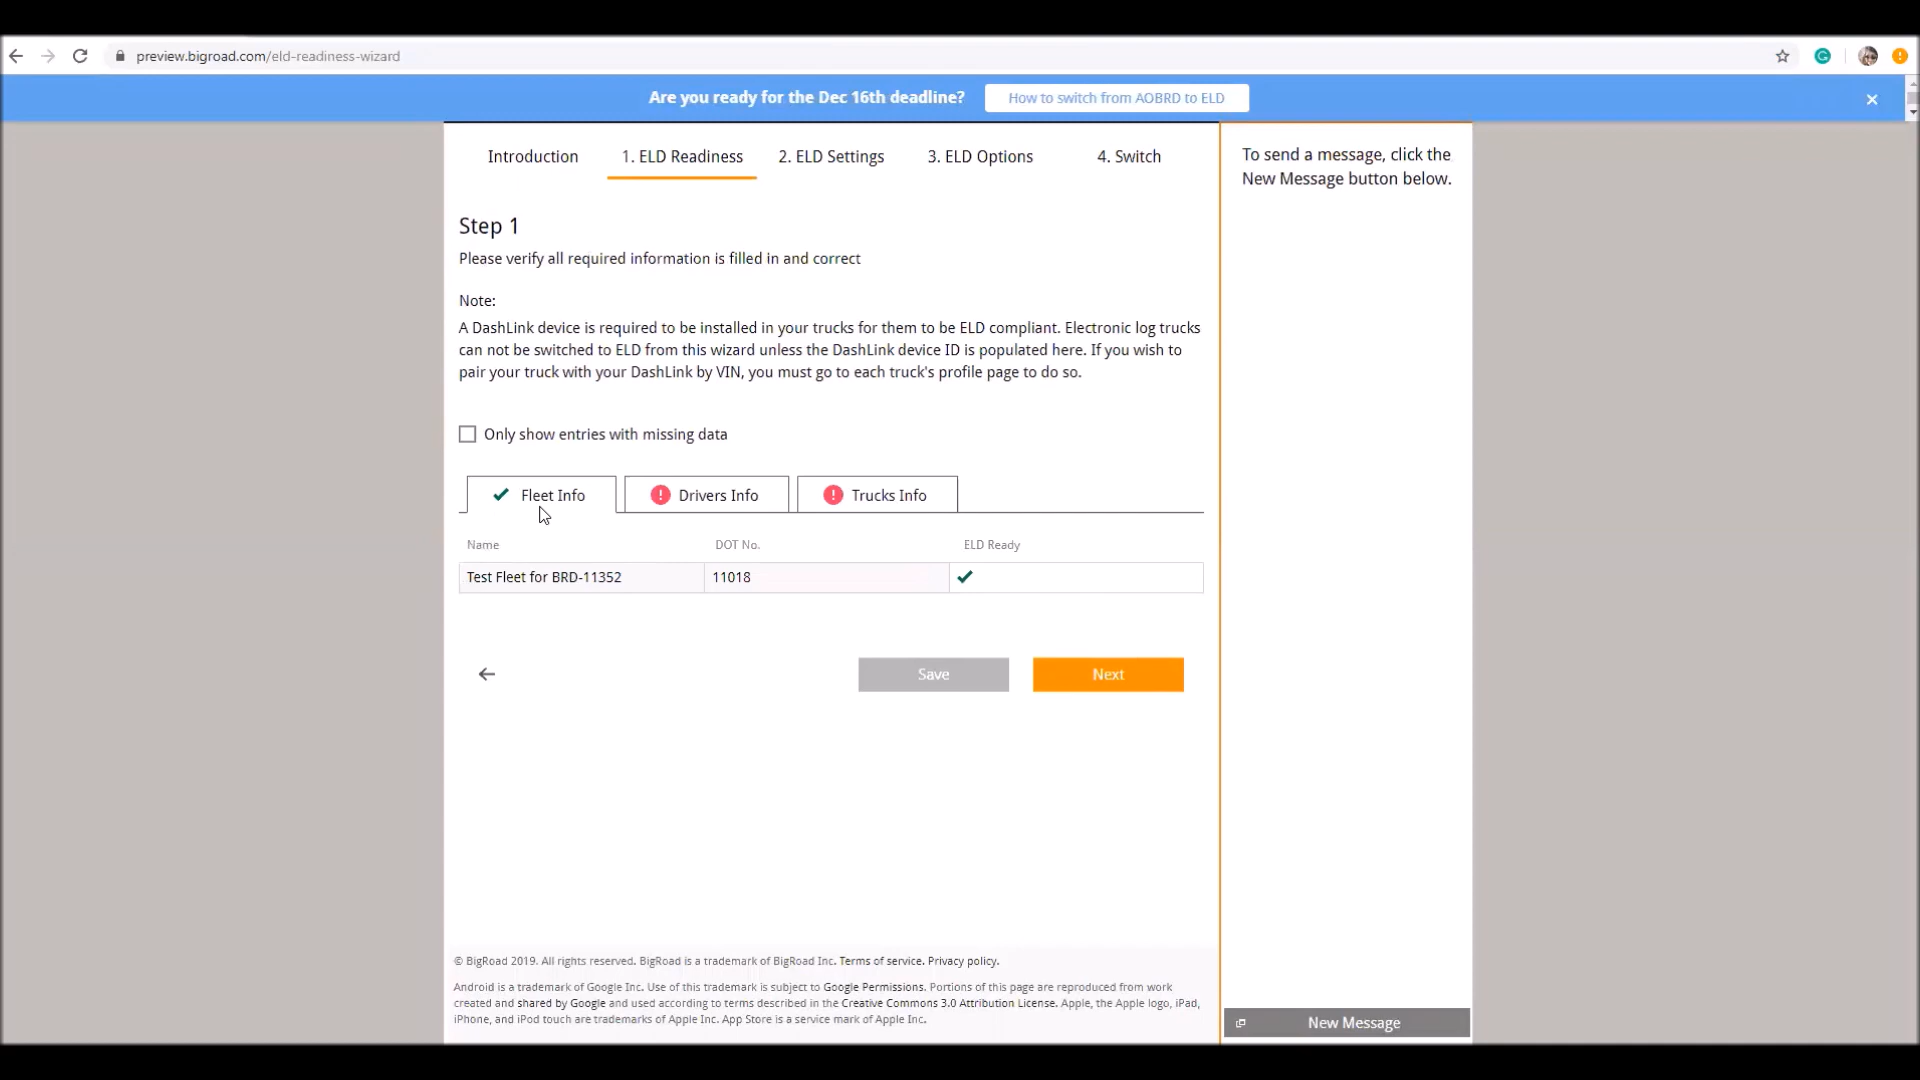 preview.bigroad.com/eld-readiness-wizard
Are you ready for the Dec 16th deadline?
How to switch from AOBRD to ELD
Introduction
1. ELD Readiness
2. ELD Settings
3. ELD Options
4. Switch
To send a message, click the
New Message button below.
Step 1
Please verify all required information is filled in and correct
Note:
A DashLink device is required to be installed in your trucks for them to be ELD compliant. Electronic log trucks
can not be switched to ELD from this wizard unless the DashLink device ID is populated here. If you wish to
pair your truck with your DashLink by VIN, you must go to each truck's profile page to do so.
Only show entries with missing data
Fleet Info
Drivers Info
Trucks Info
Name
DOT No.
ELD Ready
Test Fleet for BRD-11352
11018
Save
Next
© BigRoad 2019. All rights reserved. BigRoad is a trademark of BigRoad Inc. Terms of service. Privacy policy.
Android is a trademark of Google Inc. Use of this trademark is subject to Google Permissions. Portions of this page are reproduced from work
created and shared by Google and used according to terms described in the Creative Commons 3.0 Attribution License. Apple, the Apple logo, iPad,
iPhone, and iPod touch are trademarks of Apple Inc. App Store is a service mark of Apple Inc.
New Message